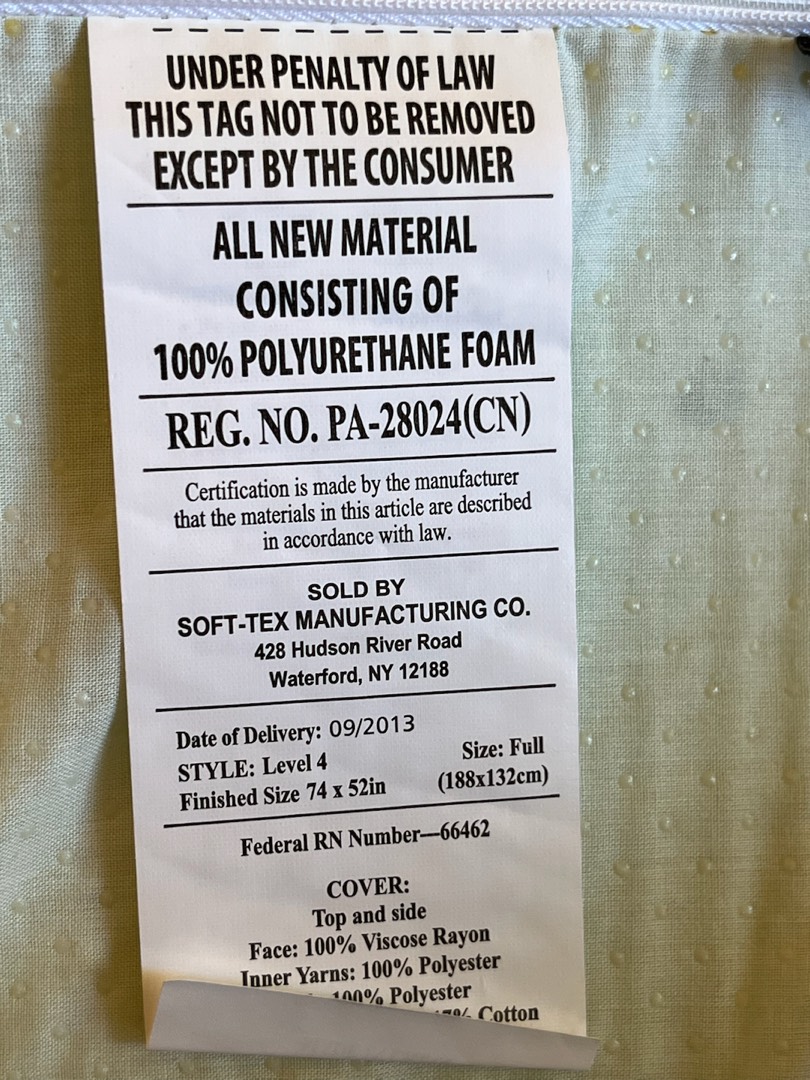 UNDER PENALTY OF LAW
THIS TAG NOT TO BE REMOVED
EXCEPT BY THE CONSUMER
ALL NEW MATERIAL
CONSISTING OF
100% POLYURETHANE FOAM
REG. NO. PA-28024(CN)
Certification is made by the manufacturer
that the materials in this article are described
in accordance with law.
SOLD BY
SOFT-TEX MANUFACTURING CO.
428 Hudson River Road
Waterford, NY 12188
Date of Delivery: 09/2013
STYLE: Level 4 Size: Full
Finished Size 74 x 52in (188x132cm)
Federal RN Number—66462
COVER:
Top and side
Face: 100% Viscose Rayon
Inner Yarns: 100% Polyester
100% Polyester
% Cotton